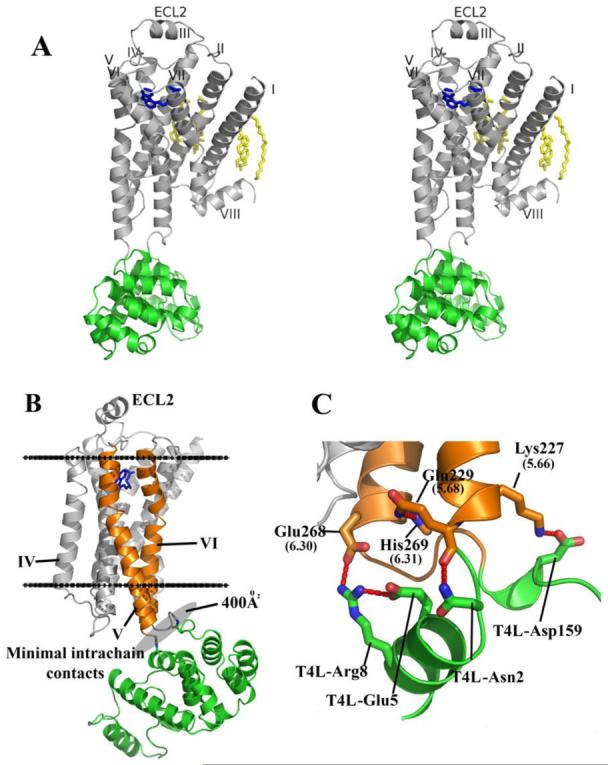 A
ECL2
III
II
IV
V
VI
VII
I
VIII
ECL2
III
II
IV
V
VI
VII
I
VIII
B
ECL2
IV
VI
V
400Å²
Minimal intrachain
contacts
C
Lys227
(5.66)
Gln229
(5.68)
Glu268
(6.30)
His269
(6.31)
T4L-Asp159
T4L-Arg8
T4L-Asn2
T4L-Glu5